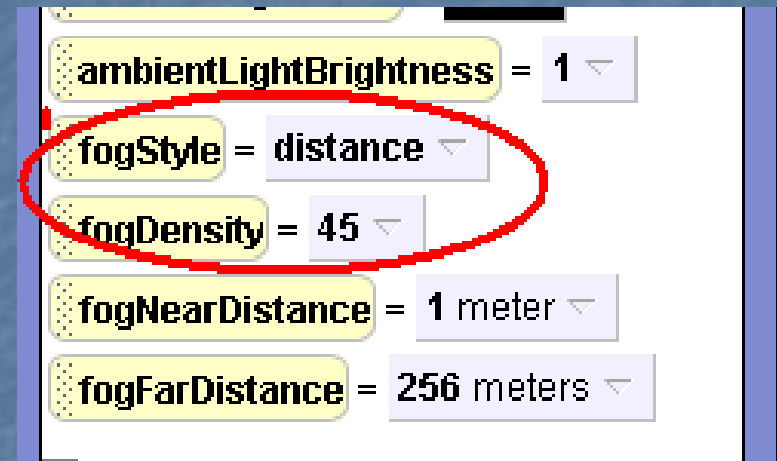 ambientLightBrightness = 1
fogStyle = distance
fogDensity = 45
fogNearDistance = 1 meter
fogFarDistance = 256 meters